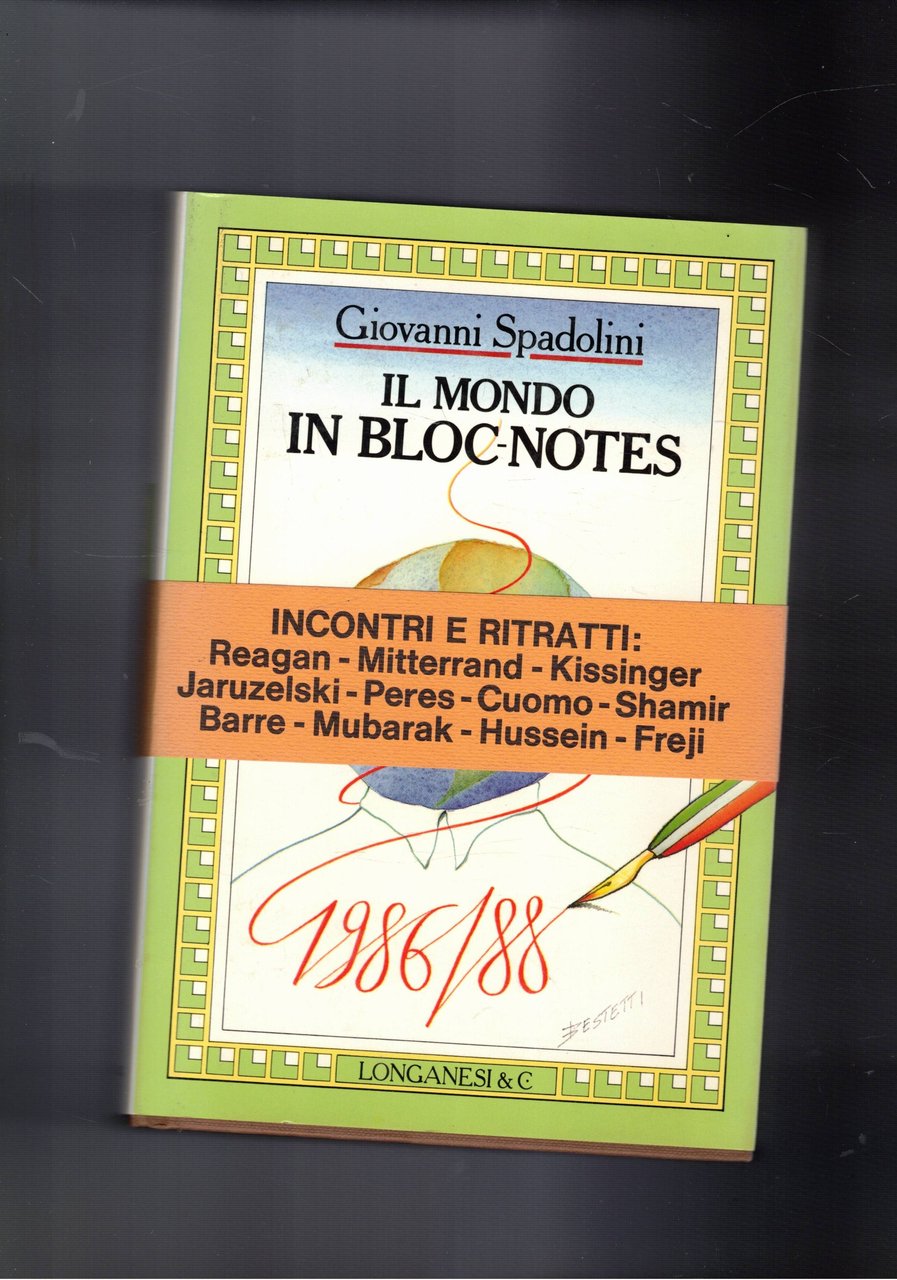 Giovanni Spadolini
IL MONDO
IN BLOC-NOTES
INCONTRI E RITRATTI:
Reagan - Mitterrand - Kissinger
Jaruzelski - Peres - Cuomo - Shamir
Barre - Mubarak - Hussein - Freji
1986/88
BESTETTI
LONGANESI & C.